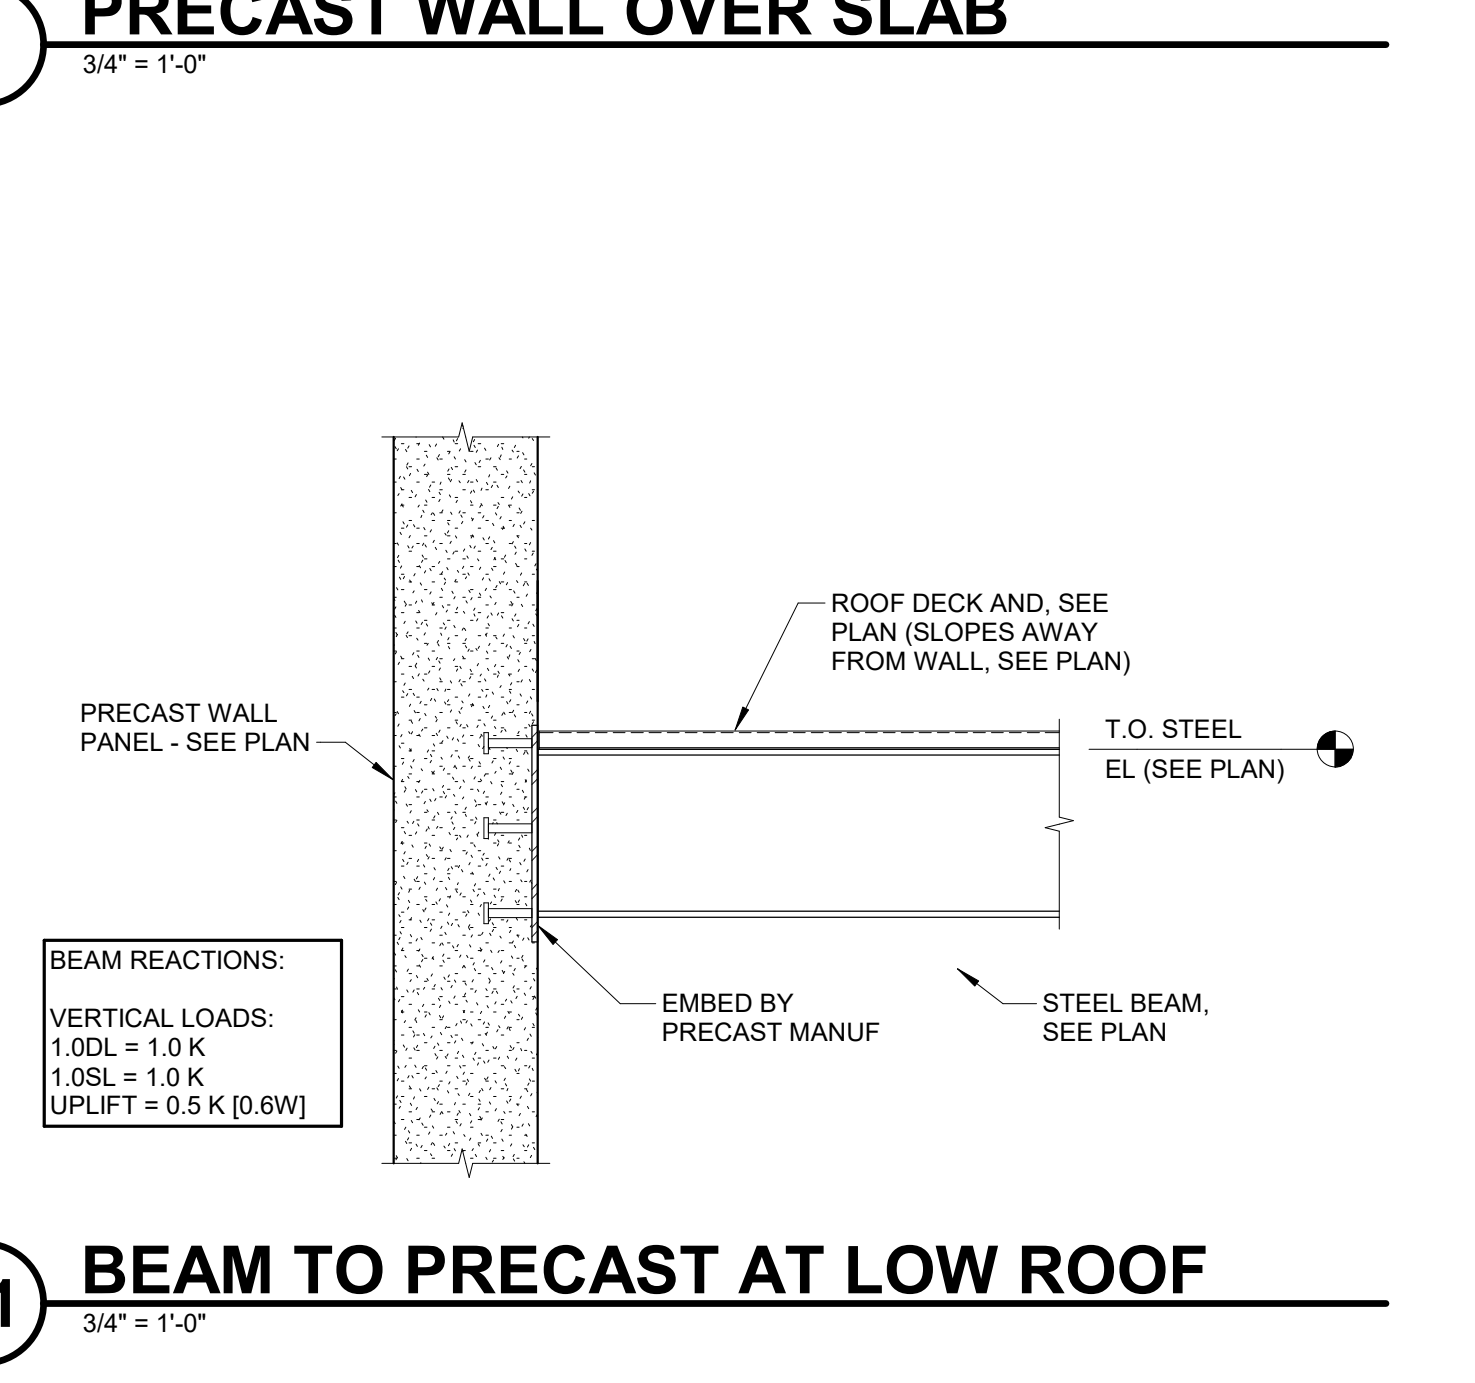 PRECAST WALL OVER SLAB
3/4" = 1'-0"
ROOF DECK AND, SEE
PLAN (SLOPES AWAY
FROM WALL, SEE PLAN)
PRECAST WALL
PANEL - SEE PLAN
T.O. STEEL
EL (SEE PLAN)
BEAM REACTIONS:
VERTICAL LOADS:
1.0DL = 1.0 K
1.0SL = 1.0 K
UPLIFT = 0.5 K [0.6W]
EMBED BY
PRECAST MANUF
STEEL BEAM,
SEE PLAN
1
BEAM TO PRECAST AT LOW ROOF
3/4" = 1'-0"